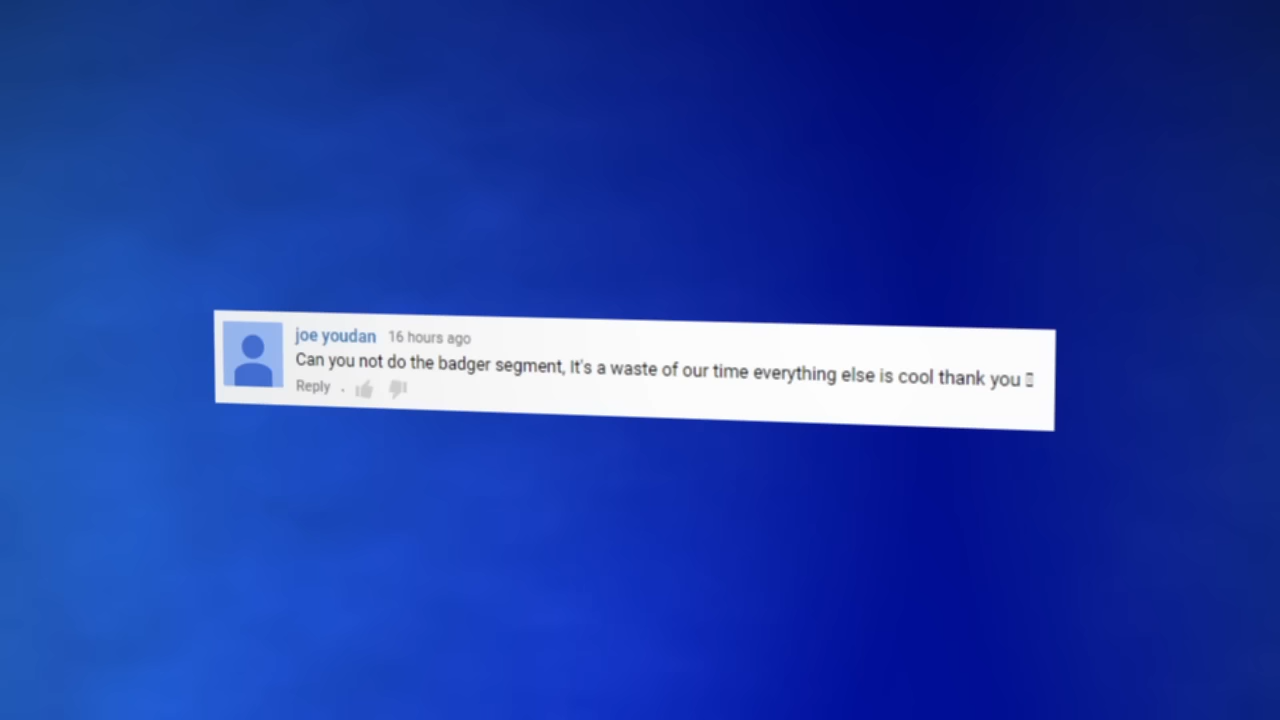 joe youdan 16 hours ago
Can you not do the badger segment, It's a waste of our time everything else is cool thank you ▯
Reply .